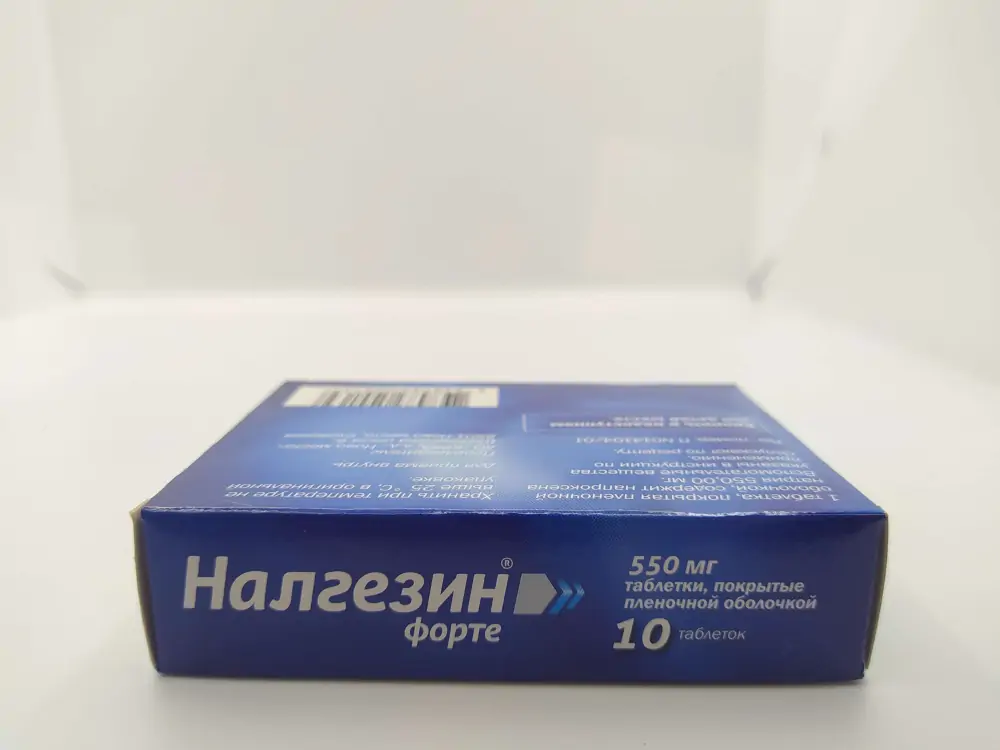 Налгезин®
форте
550 мг
таблетки, покрытые
пленочной оболочкой
10 таблеток
1 таблетка, покрытая пленочной
оболочкой, содержит напроксена
натрия 550,00 мг.
Вспомогательные вещества
указаны в инструкции по
применению.
Отпускают по рецепту.
Хранить при температуре не
выше 25 °C, в оригинальной
упаковке.
Для приема внутрь.
Производитель: